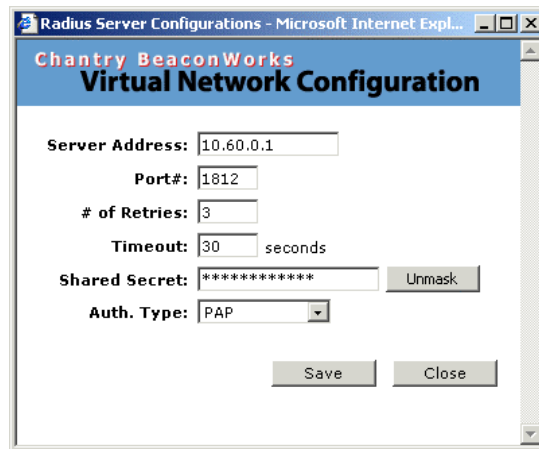 Radius Server Configurations - Microsoft Internet Expl...
Chantry BeaconWorks
Virtual Network Configuration
Server Address: 10.60.0.1
Port#: 1812
# of Retries: 3
Timeout: 30 seconds
Shared Secret: ************ Unmask
Auth. Type: PAP
Save Close